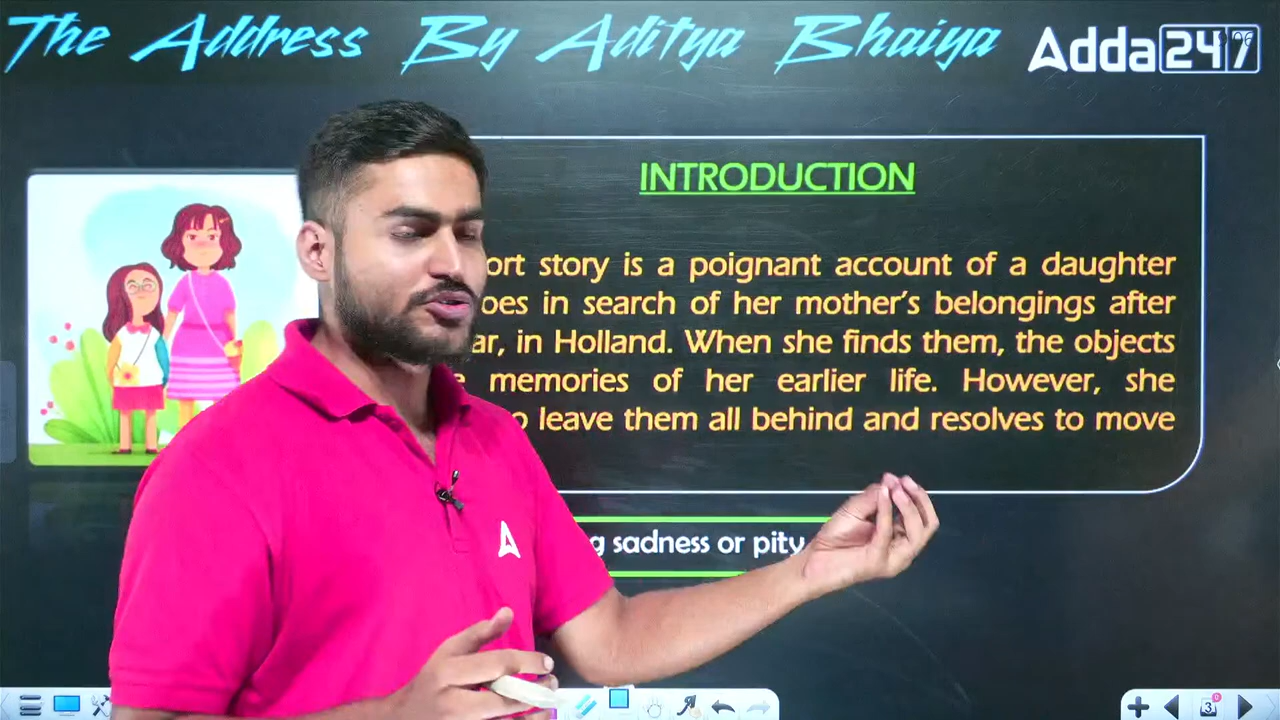 The Address By Aditya Bhaiya
Adda247
INTRODUCTION
ort story is a poignant account of a daughter
oes in search of her mother's belongings after
ar, in Holland. When she finds them, the objects
memories of her earlier life. However, she
o leave them all behind and resolves to move
g sadness or pity
3